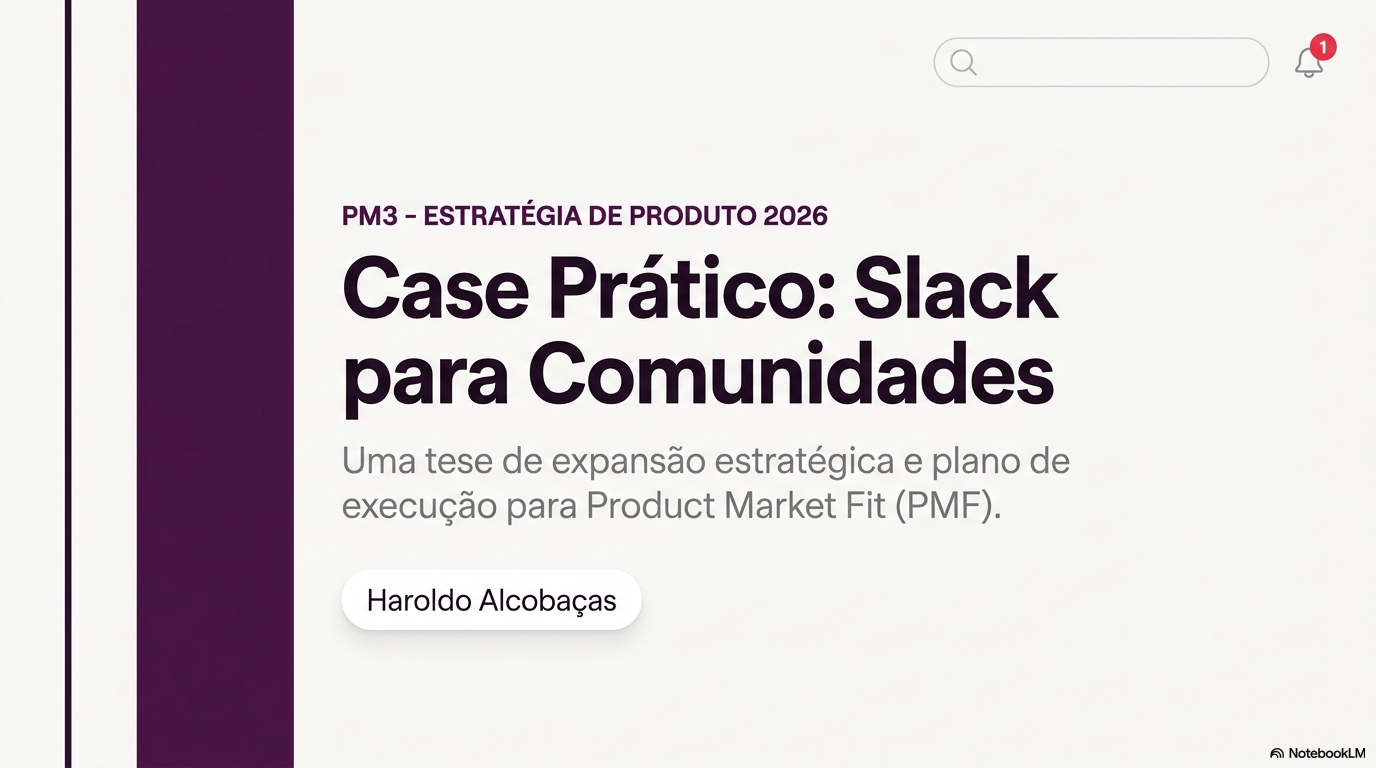 1
PM3 – ESTRATÉGIA DE PRODUTO 2026
Case Prático: Slack
para Comunidades
Uma tese de expansão estratégica e plano de
execução para Product Market Fit (PMF).
Haroldo Alcobaças
NotebookLM